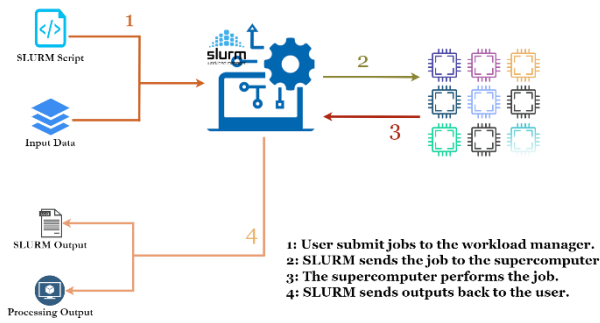 1
SLURM Script
slurm
2
Input Data
3
4
SLURM Output
Processing Output
1: User submit jobs to the workload manager.
2: SLURM sends the job to the supercomputer
3: The supercomputer performs the job.
4: SLURM sends outputs back to the user.